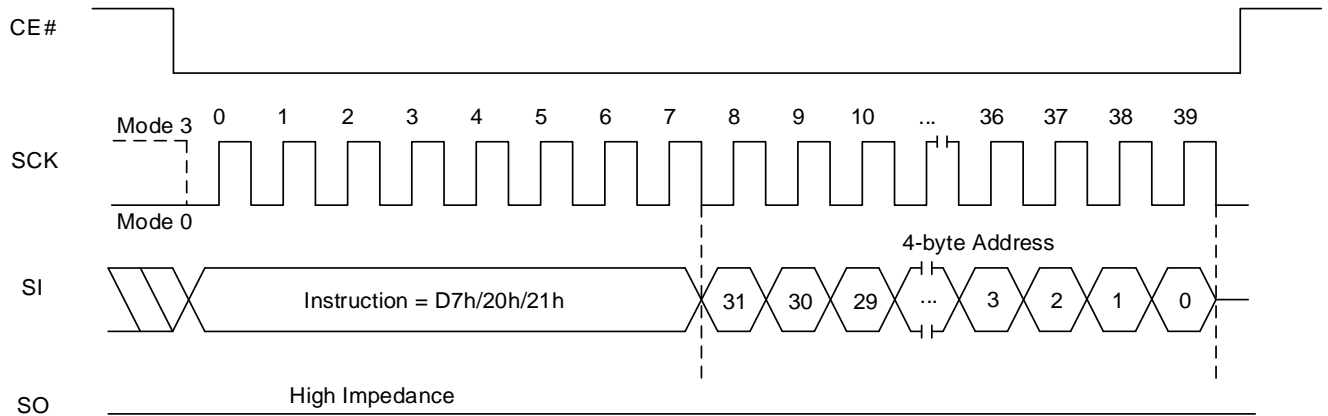 CE#
0 1 2 3 4 5 6 7 8 9 10 ... 36 37 38 39
Mode 3
SCK
Mode 0
4-byte Address
SI
Instruction = D7h/20h/21h 31 30 29 ... 3 2 1 0
High Impedance
SO